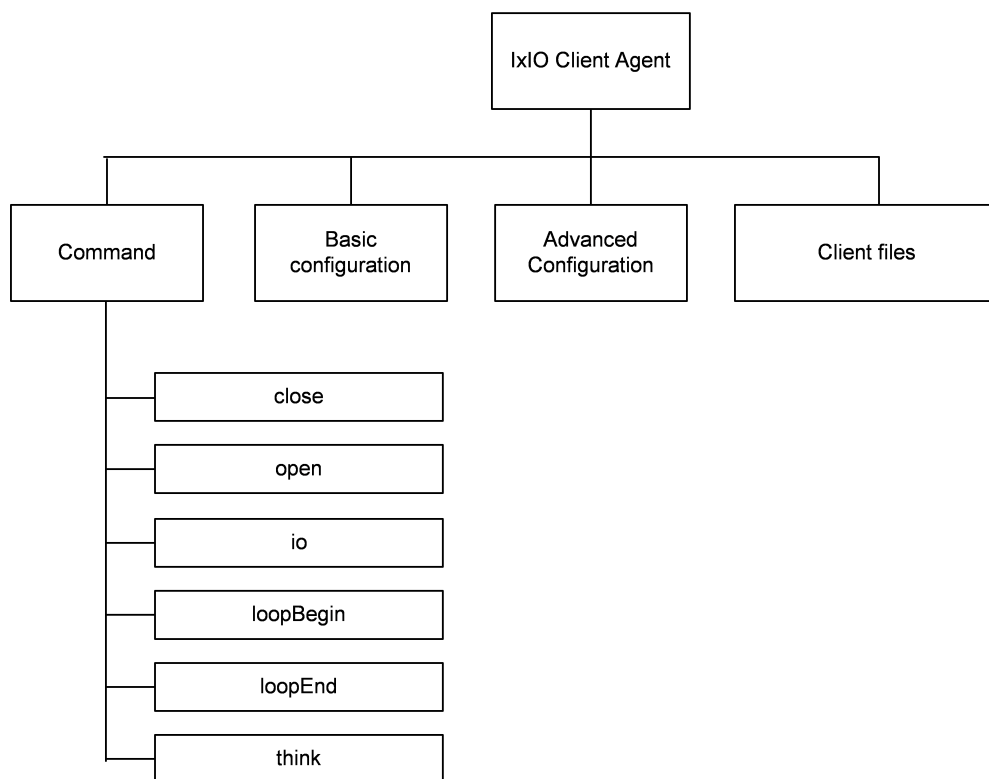 IxIO Client Agent
Command
Basic
configuration
Advanced
Configuration
Client files
close
open
io
loopBegin
loopEnd
think